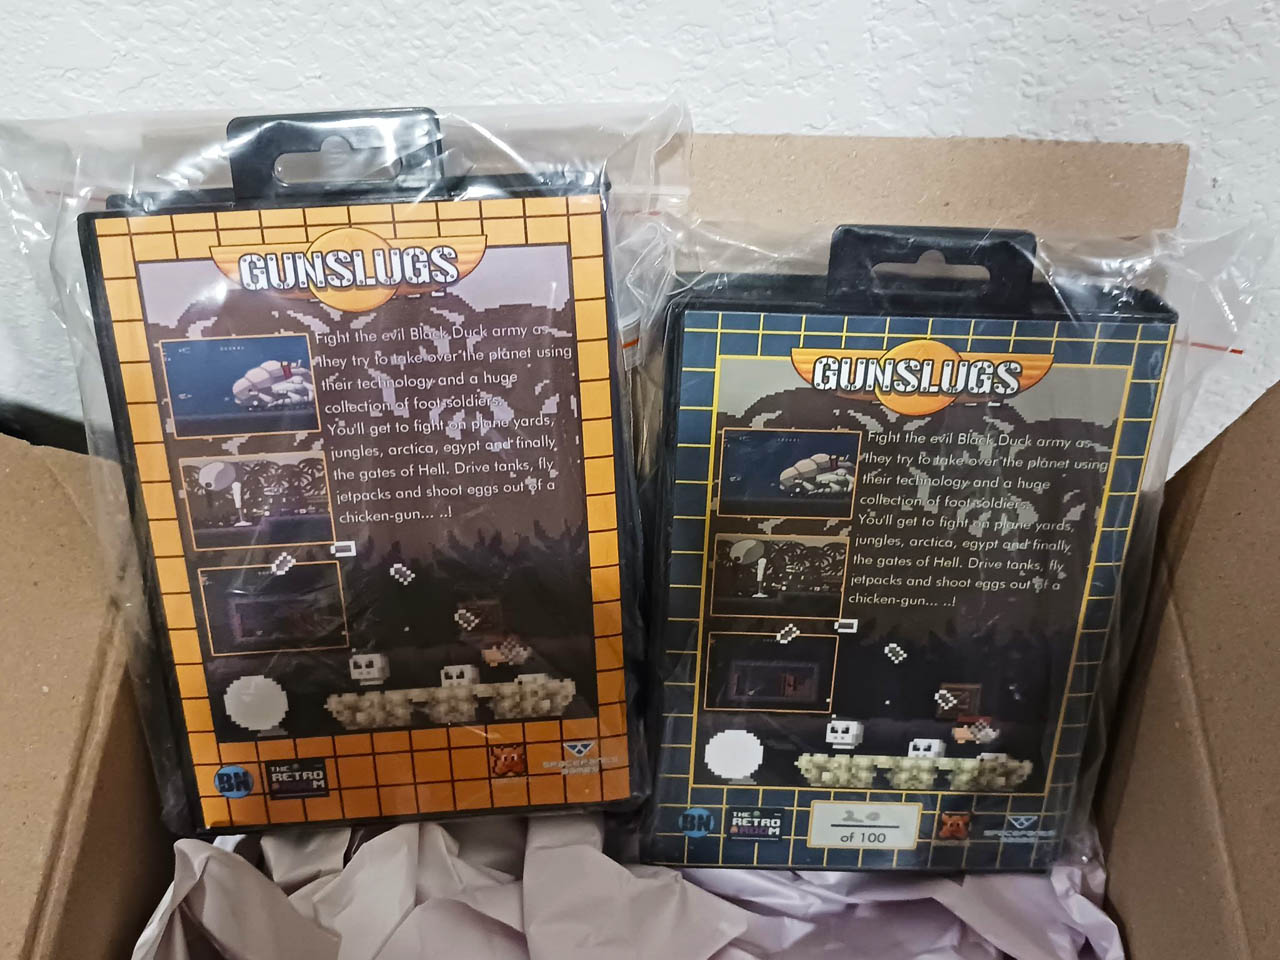 GUNSLUGS
Fight the evil Black Duck army as
they try to take over the planet using
their technology and a huge
collection of foot-soldiers.
You'll get to fight on plane yards,
jungles, arctica, egypt and finally
the gates of Hell. Drive tanks, fly
jetpacks and shoot eggs out of a
chicken-gun... ..!
BN
THE
RETRO
ROOM
SPACEPANTS
GAMES
GUNSLUGS
Fight the evil Black Duck army as
they try to take over the planet using
their technology and a huge
collection of foot-soldiers.
You'll get to fight on plane yards,
jungles, arctica, egypt and finally
the gates of Hell. Drive tanks, fly
jetpacks and shoot eggs out of a
chicken-gun... ..!
BN
THE
RETRO
ROOM
20
of 100
SPACEPANTS
GAMES